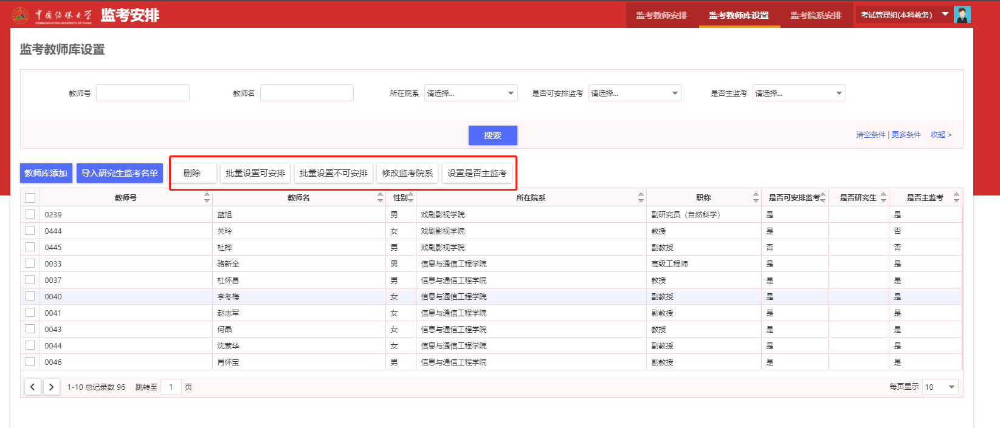 中国传媒大学 监考安排 监考教师安排 监考教师库设置 监考院系安排 考试管理组(本科教务)
COMMUNICATION UNIVERSITY OF CHINA
监考教师库设置
教师号 教师名 所在院系 请选择... 是否可安排监考 请选择... 是否主监考 请选择...
搜索 清空条件 | 更多条件 收起 >
教师库添加 导入研究生监考名单 删除 批量设置可安排 批量设置不可安排 修改监考院系 设置是否主监考
教师号 教师名 性别 所在院系 职称 是否可安排监考 是否研究生 是否主监考
0239 蓝旭 男 戏剧影视学院 副研究员（自然科学） 是 是
0444 关玲 女 戏剧影视学院 教授 是 否
0445 杜桦 男 戏剧影视学院 副教授 否 否
0033 骆新全 男 信息与通信工程学院 高级工程师 是 是
0037 杜怀昌 男 信息与通信工程学院 教授 是 是
0040 李冬梅 女 信息与通信工程学院 副教授 是 是
0041 赵志军 女 信息与通信工程学院 副教授 是 是
0043 何晶 女 信息与通信工程学院 教授 是 是
0044 沈萦华 女 信息与通信工程学院 副教授 是 是
0046 肖怀宝 男 信息与通信工程学院 副教授 是 是
1-10 总记录数 96 跳转至 1 页 每页显示 10